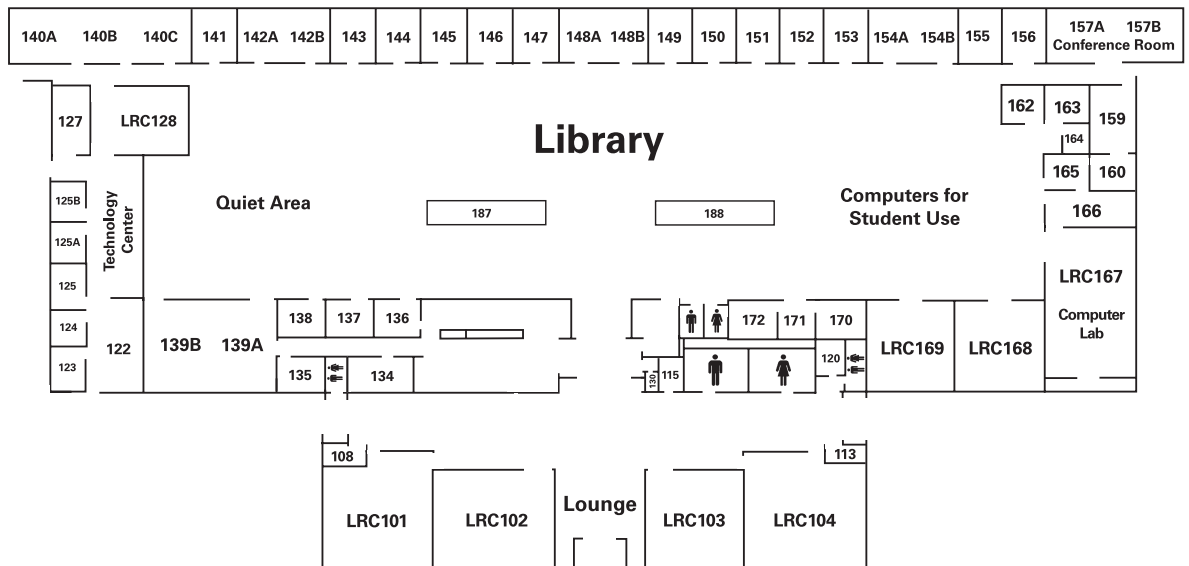 140A 140B 140C 141 142A 142B 143 144 145 146 147 148A 148B 149 150 151 152 153 154A 154B 155 156 157A 157B
Conference Room
127
LRC128
162
163
159
164
Library
165
160
125B
Technology
Center
Quiet Area
187
188
Computers for
Student Use
166
125A
125
LRC167
Computer
Lab
124
123
122
139B
139A
138
137
136
172
171
170
LRC169
LRC168
135
134
130
115
120
108
113
LRC101
LRC102
Lounge
LRC103
LRC104